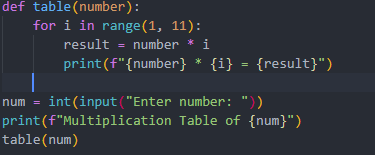 def table(number):
    for i in range(1, 11):
        result = number * i
        print(f"{number} * {i} = {result}")

num = int(input("Enter number: "))
print(f"Multiplication Table of {num}")
table(num)